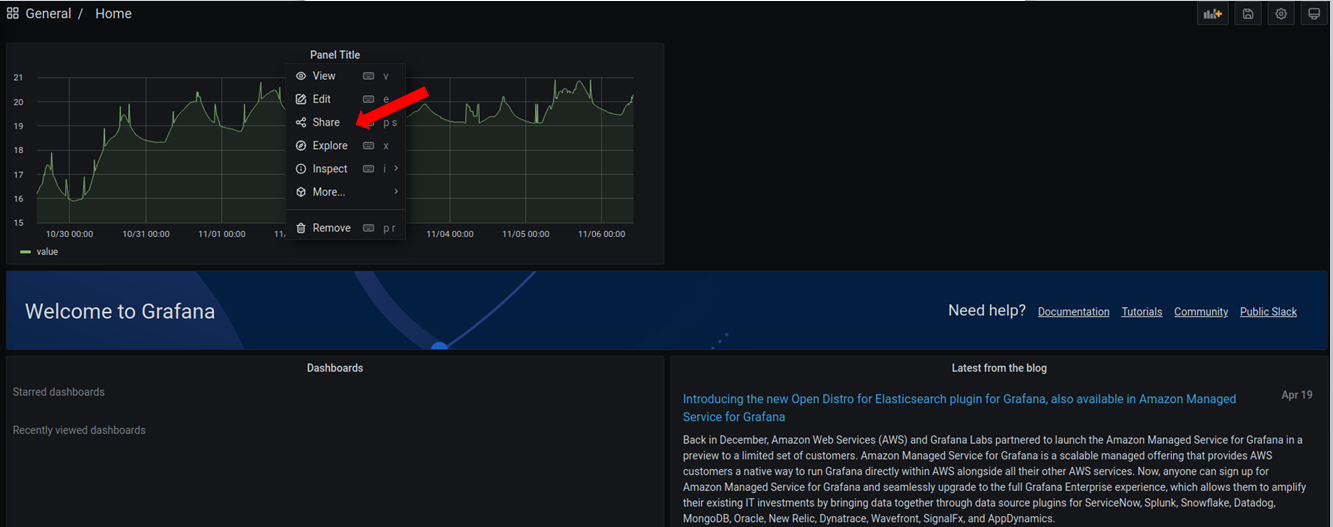 General / Home
Panel Title
21
20
19
18
17
16
15
View v
Edit e
Share p s
Explore x
Inspect i
More...
Remove p r
10/30 00:00 10/31 00:00 11/01 00:00 11/04 00:00 11/05 00:00 11/06 00:00
value
Welcome to Grafana
Need help? Documentation Tutorials Community Public Slack
Dashboards
Starred dashboards
Recently viewed dashboards
Latest from the blog
Introducing the new Open Distro for Elasticsearch plugin for Grafana, also available in Amazon Managed
Service for Grafana
Apr 19
Back in December, Amazon Web Services (AWS) and Grafana Labs partnered to launch the Amazon Managed Service for Grafana in a
preview to a limited set of customers. Amazon Managed Service for Grafana is a scalable managed offering that provides AWS
customers a native way to run Grafana directly within AWS alongside all their other AWS services. Now, anyone can sign up for
Amazon Managed Service for Grafana and seamlessly upgrade to the full Grafana Enterprise experience, which allows them to amplify
their existing IT investments by bringing data together through data source plugins for ServiceNow, Splunk, Snowflake, Datadog,
MongoDB, Oracle, New Relic, Dynatrace, Wavefront, SignalFx, and AppDynamics.